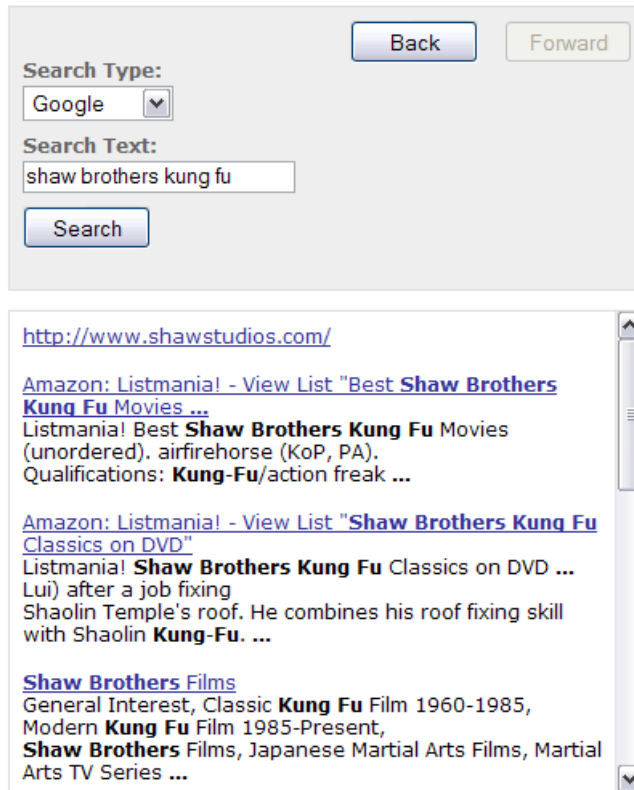 Back
Forward
Search Type:
Google
Search Text:
shaw brothers kung fu
Search
http://www.shawstudios.com/
Amazon: Listmania! - View List "Best Shaw Brothers
Kung Fu Movies ...
Listmania! Best Shaw Brothers Kung Fu Movies
(unordered). airfirehorse (KoP, PA).
Qualifications: Kung-Fu/action freak ...
Amazon: Listmania! - View List "Shaw Brothers Kung Fu
Classics on DVD"
Listmania! Shaw Brothers Kung Fu Classics on DVD ...
Lui) after a job fixing
Shaolin Temple's roof. He combines his roof fixing skill
with Shaolin Kung-Fu. ...
Shaw Brothers Films
General Interest, Classic Kung Fu Film 1960-1985,
Modern Kung Fu Film 1985-Present,
Shaw Brothers Films, Japanese Martial Arts Films, Martial
Arts TV Series ...